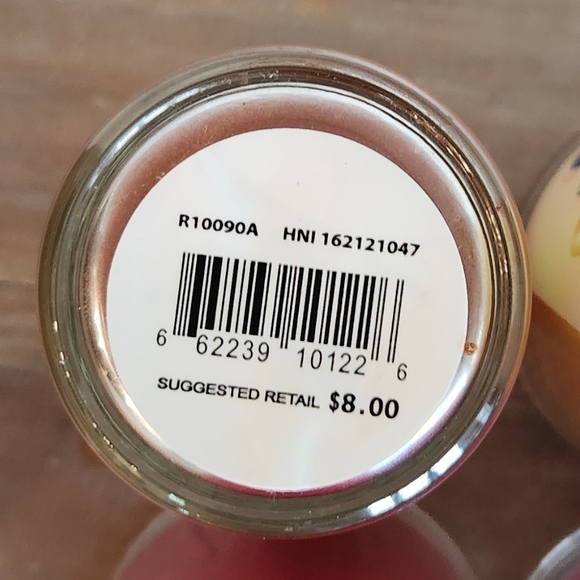 R10090A HNI 162121047
6 62239 10122 6
SUGGESTED RETAIL $8.00